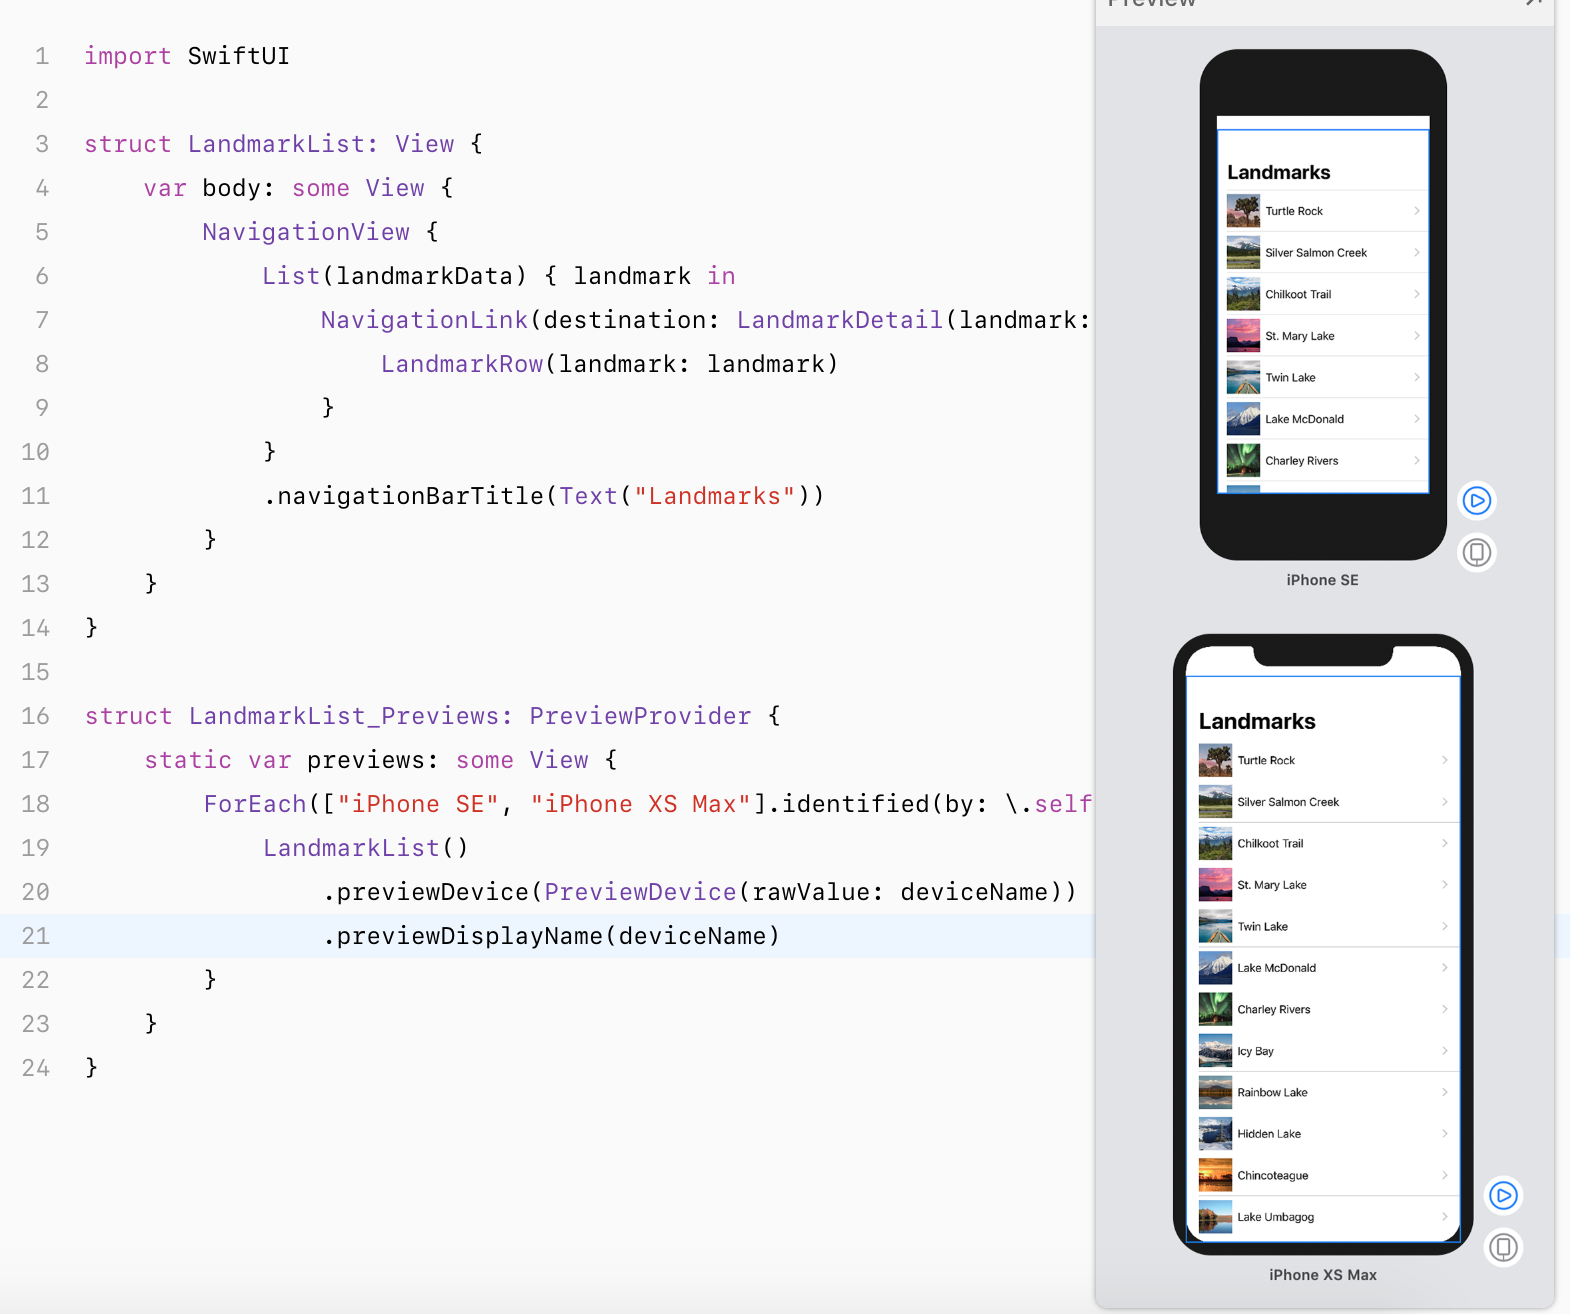 Preview
1 import SwiftUI
2
3 struct LandmarkList: View {
4 var body: some View {
5 NavigationView {
6 List(landmarkData) { landmark in
7 NavigationLink(destination: LandmarkDetail(landmark:
8 LandmarkRow(landmark: landmark)
9 }
10 }
11 .navigationBarTitle(Text("Landmarks"))
12 }
13 }
14 }
15
16 struct LandmarkList_Previews: PreviewProvider {
17 static var previews: some View {
18 ForEach(["iPhone SE", "iPhone XS Max"].identified(by: \.self
19 LandmarkList()
20 .previewDevice(PreviewDevice(rawValue: deviceName))
21 .previewDisplayName(deviceName)
22 }
23 }
24 }
Landmarks
Turtle Rock
Silver Salmon Creek
Chilkoot Trail
St. Mary Lake
Twin Lake
Lake McDonald
Charley Rivers
iPhone SE
Landmarks
Turtle Rock
Silver Salmon Creek
Chilkoot Trail
St. Mary Lake
Twin Lake
Lake McDonald
Charley Rivers
Icy Bay
Rainbow Lake
Hidden Lake
Chincoteague
Lake Umbagog
iPhone XS Max